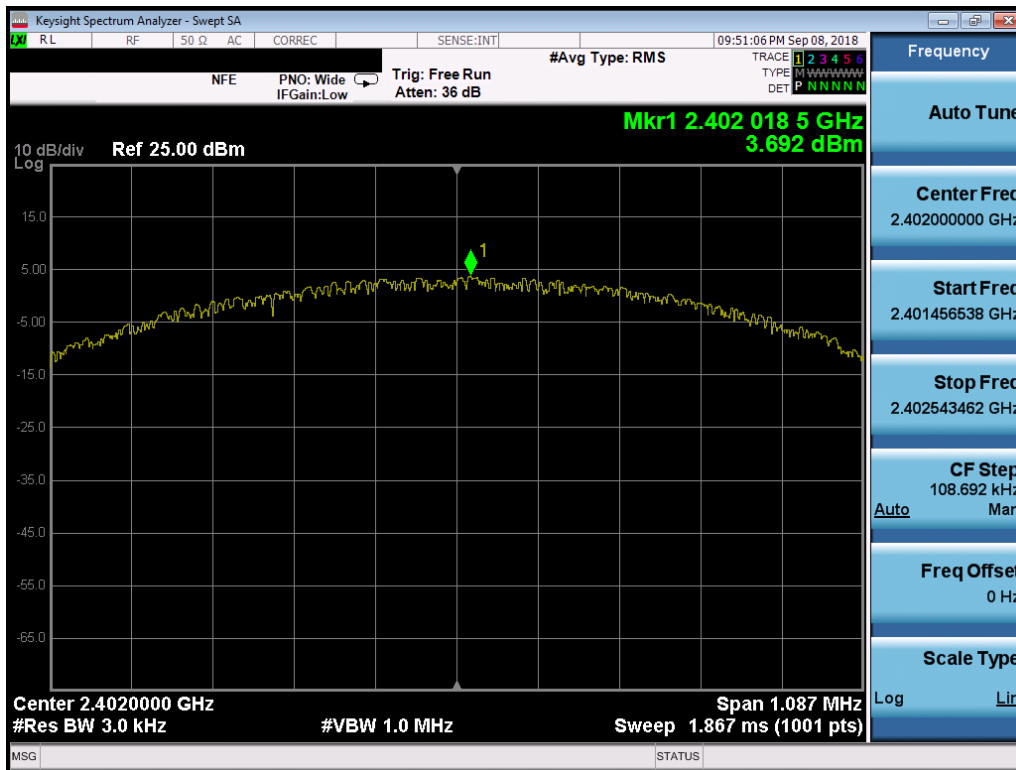 Keysight Spectrum Analyzer - Swept SA
LXI RL RF 50 Ω AC CORREC SENSE:INT 09:51:06 PM Sep 08, 2018
#Avg Type: RMS TRACE 1 2 3 4 5 6
NFE PNO: Wide Trig: Free Run TYPE M WWWWW
IFGain:Low Atten: 36 dB DET P N N N N N
Mkr1 2.402 018 5 GHz
3.692 dBm
10 dB/div Ref 25.00 dBm
Log
15.0
5.00
-5.00
-15.0
-25.0
-35.0
-45.0
-55.0
-65.0
1
Center 2.4020000 GHz Span 1.087 MHz
#Res BW 3.0 kHz #VBW 1.0 MHz Sweep 1.867 ms (1001 pts)
MSG STATUS
Frequency
Auto Tune
Center Freq
2.402000000 GHz
Start Freq
2.401456538 GHz
Stop Freq
2.402543462 GHz
CF Step
108.692 kHz
Auto Man
Freq Offset
0 Hz
Scale Type
Log Lin